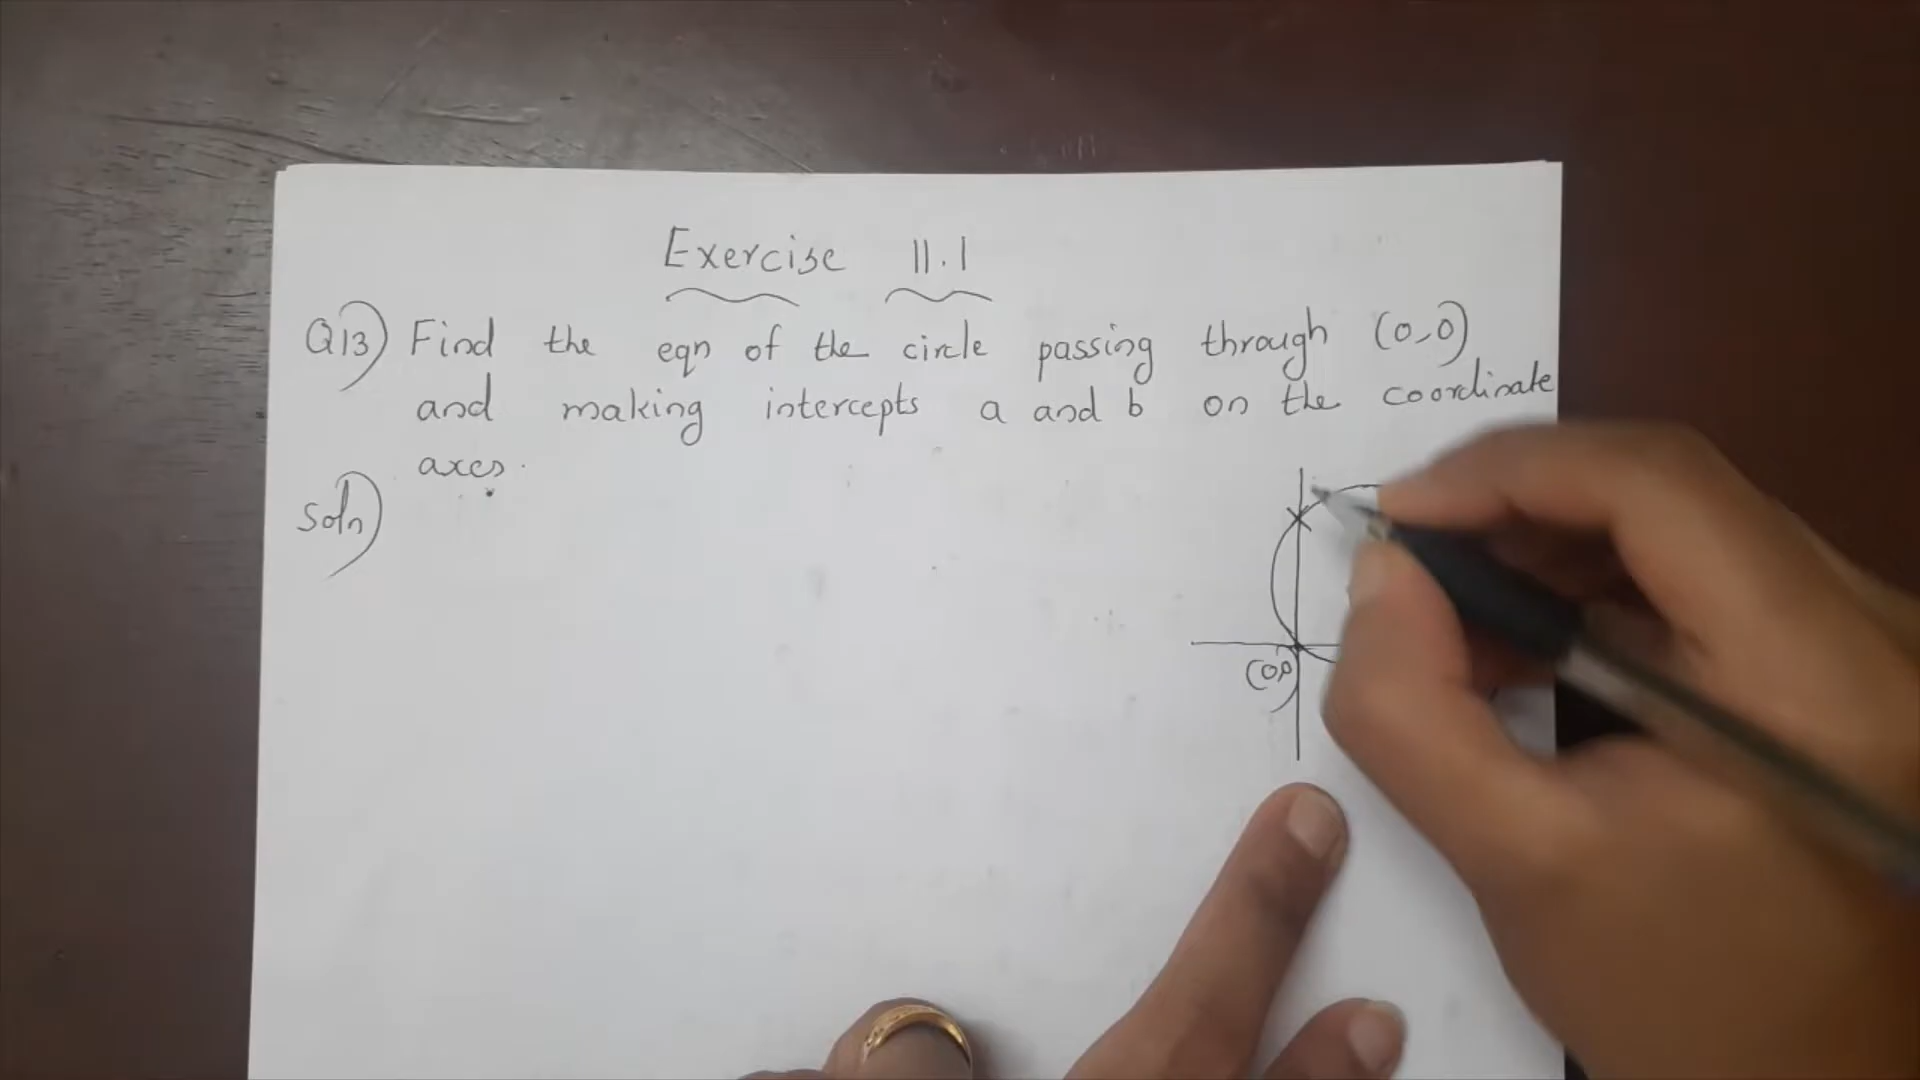 Exercise 11.1
Q13) Find the eqn of the circle passing through (0,0)
and making intercepts a and b on the coordinate
axes.
Soln)
(0,0)